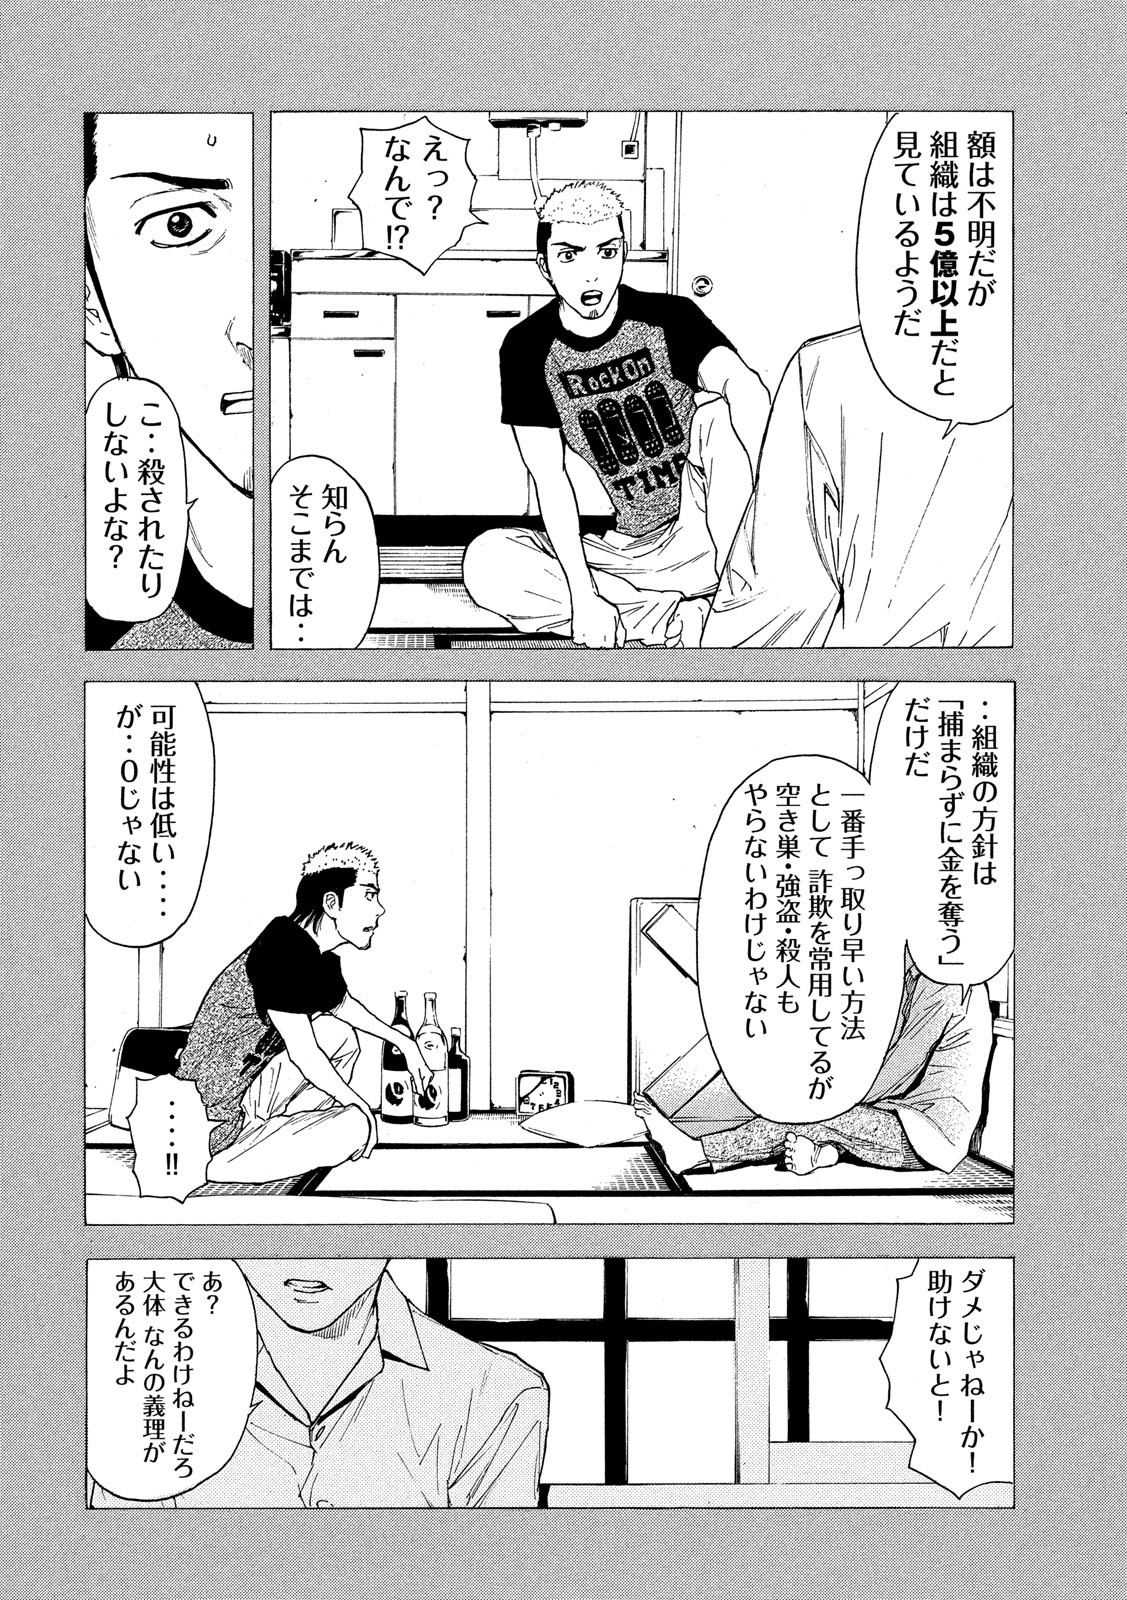 額は不明だが
組織は5億以上だと
見ているようだ
えっ?
なんで!?
RockOn
TIME
知らん
そこまでは‥
こ‥殺されたり
しないよな?
‥組織の方針は
「捕まらずに金を奪う」
だけだ
一番手っ取り早い方法
として 詐欺を常用してるが
空き巣・強盗・殺人も
やらないわけじゃない
可能性は低い‥‥
が‥0じゃない
‥‥!!
ダメじゃねーか!
助けないと!
あ?
できるわけねーだろ
大体 なんの義理が
あるんだよ